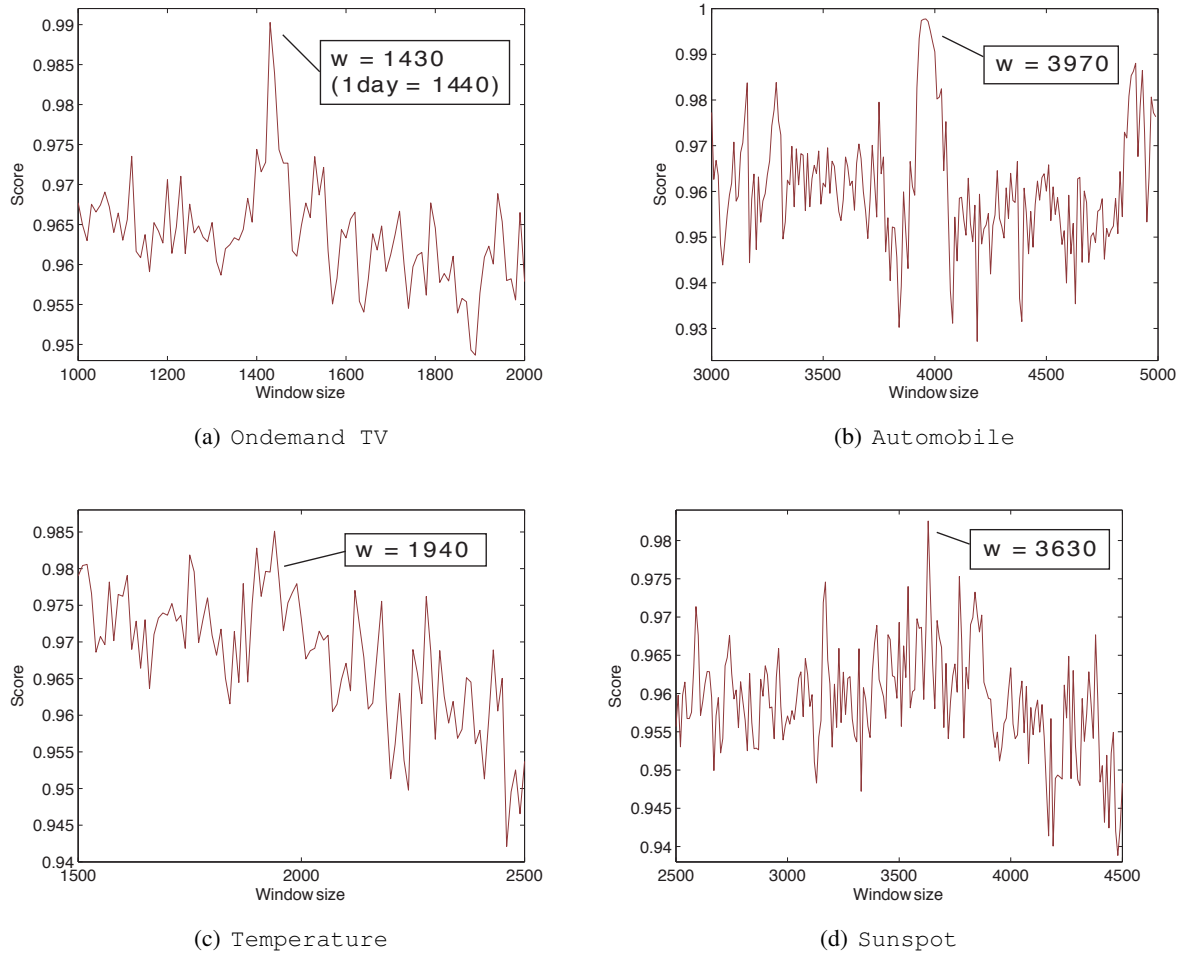 0.99
0.985
0.98
0.975
0.97
0.965
0.96
0.955
0.95
Score
w = 1430
(1day = 1440)
1000 1200 1400 1600 1800 2000
Window size
(a) Ondemand TV
1
0.99
0.98
0.97
0.96
0.95
0.94
0.93
Score
w = 3970
3000 3500 4000 4500 5000
Window size
(b) Automobile
0.985
0.98
0.975
0.97
0.965
0.96
0.955
0.95
0.945
0.94
Score
w = 1940
1500 2000 2500
Window size
(c) Temperature
0.98
0.975
0.97
0.965
0.96
0.955
0.95
0.945
0.94
Score
w = 3630
2500 3000 3500 4000 4500
Window size
(d) Sunspot